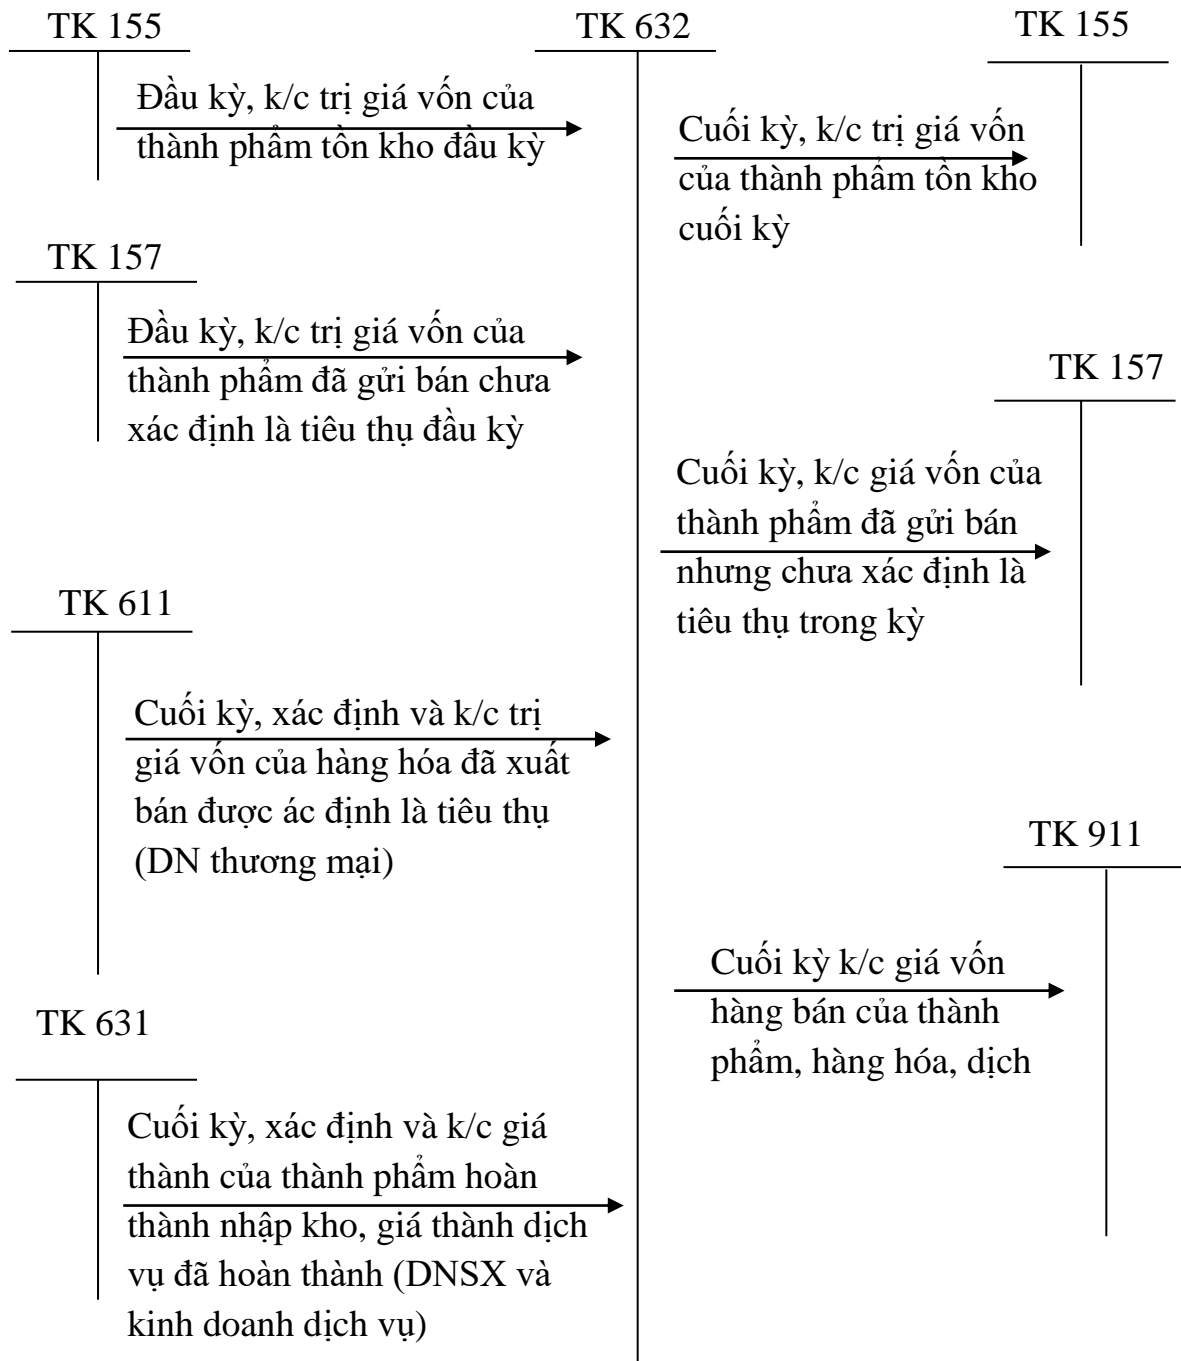 TK 155
TK 632
TK 155
Đầu kỳ, k/c trị giá vốn của
thành phẩm tồn kho đầu kỳ
Cuối kỳ, k/c trị giá vốn
của thành phẩm tồn kho
cuối kỳ
TK 157
Đầu kỳ, k/c trị giá vốn của
thành phẩm đã gửi bán chưa
xác định là tiêu thụ đầu kỳ
TK 157
Cuối kỳ, k/c giá vốn của
thành phẩm đã gửi bán
nhưng chưa xác định là
tiêu thụ trong kỳ
TK 611
Cuối kỳ, xác định và k/c trị
giá vốn của hàng hóa đã xuất
bán được ác định là tiêu thụ
(DN thương mại)
TK 911
Cuối kỳ k/c giá vốn
hàng bán của thành
phẩm, hàng hóa, dịch
TK 631
Cuối kỳ, xác định và k/c giá
thành của thành phẩm hoàn
thành nhập kho, giá thành dịch
vụ đã hoàn thành (DNSX và
kinh doanh dịch vụ)